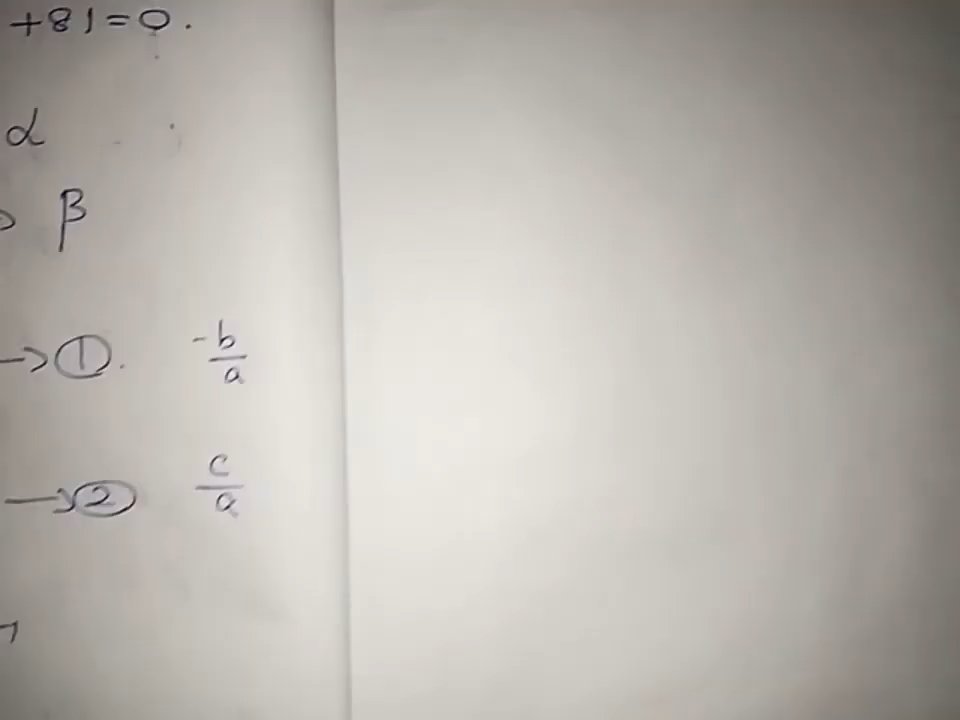 +81=0.
α
β
→① . -b/a
→② c/a